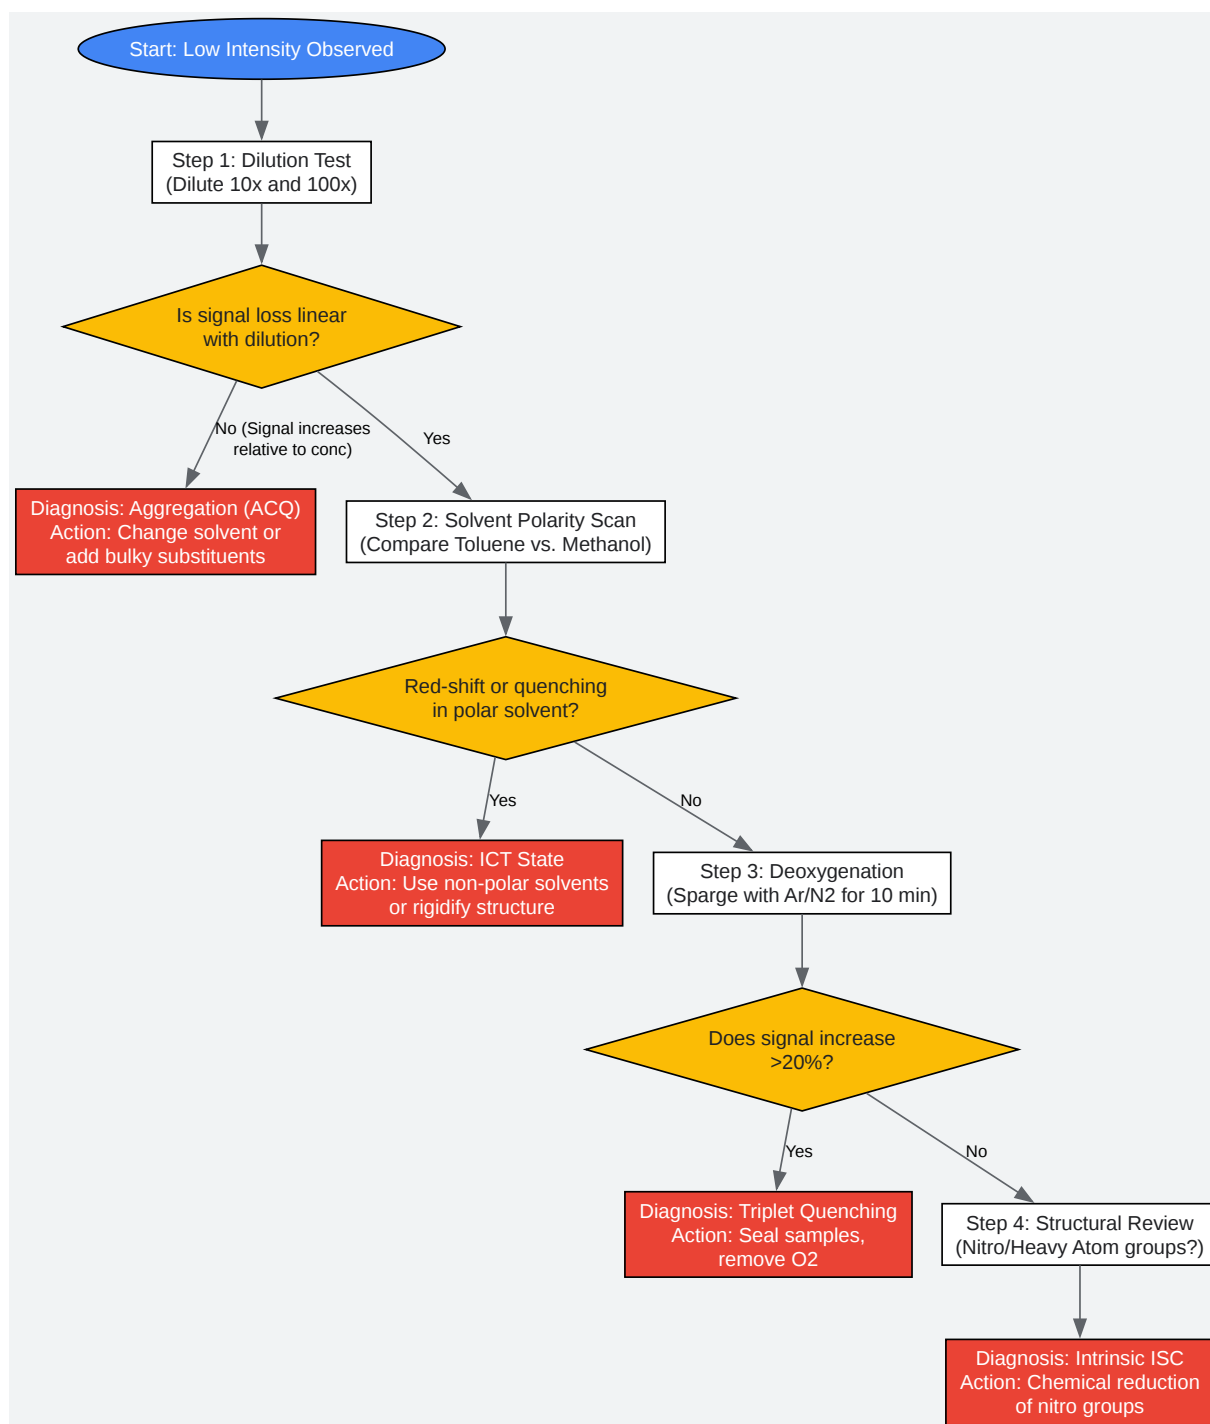 Start: Low Intensity Observed
Step 1: Dilution Test
(Dilute 10x and 100x)
Is signal loss linear
with dilution?
No (Signal increases
relative to conc)
Yes
Diagnosis: Aggregation (ACQ)
Action: Change solvent or
add bulky substituents
Step 2: Solvent Polarity Scan
(Compare Toluene vs. Methanol)
Red-shift or quenching
in polar solvent?
Yes
No
Diagnosis: ICT State
Action: Use non-polar solvents
or rigidify structure
Step 3: Deoxygenation
(Sparge with Ar/N2 for 10 min)
Does signal increase
>20%?
Yes
No
Diagnosis: Triplet Quenching
Action: Seal samples,
remove O2
Step 4: Structural Review
(Nitro/Heavy Atom groups?)
Diagnosis: Intrinsic ISC
Action: Chemical reduction
of nitro groups